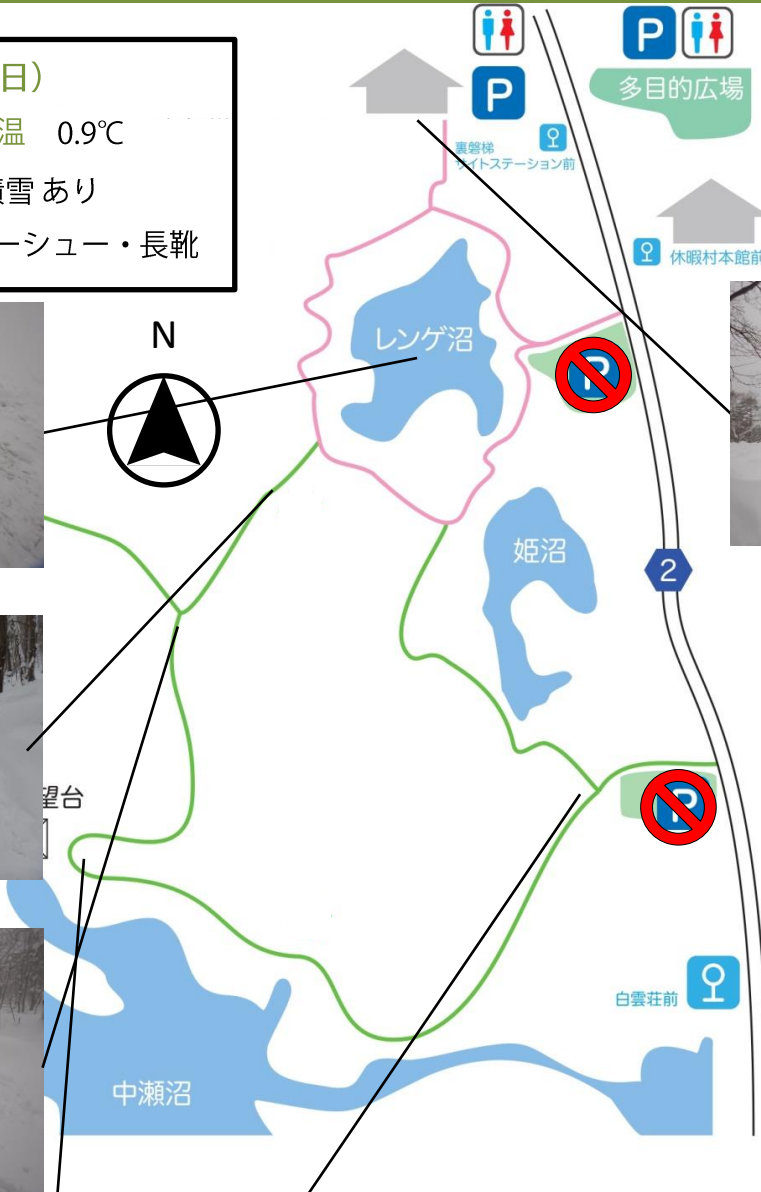 日）
温 0.9℃
積雪 あり
ーシュー・長靴
P
P
多目的広場
裏磐梯
サイトステーション前
休暇村本館前
N
レンゲ沼
P
姫沼
2
望台
P
白雲荘前
中瀬沼